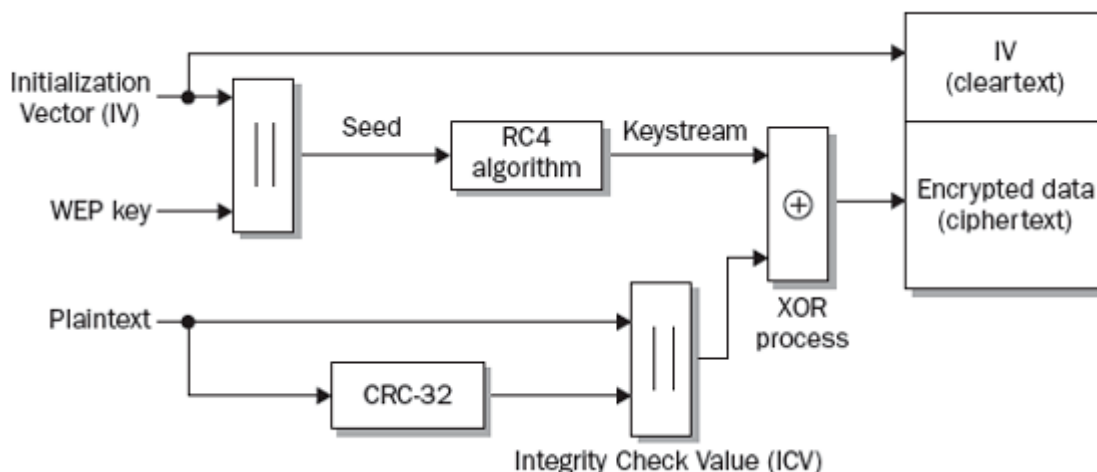 IV
(cleartext)
Initialization
Vector (IV)
Seed
RC4
algorithm
Keystream
WEP key
Encrypted data
(ciphertext)
Plaintext
XOR
process
CRC-32
Integrity Check Value (ICV)